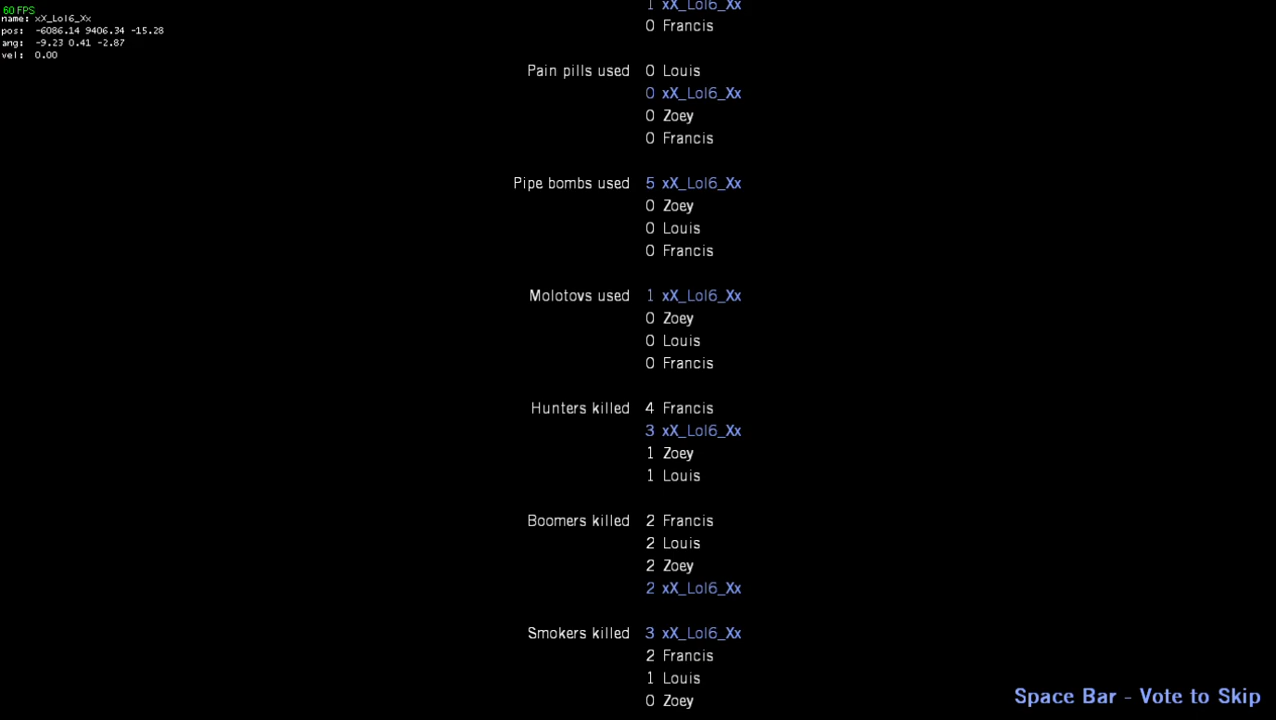 60 FPS
name: xX_Lol6_Xx
pos: -6086.14 9406.34 -15.28
ang: -9.23 0.41 -2.87
vel: 0.00
1 xX_Lol6_Xx
0 Francis
Pain pills used 0 Louis
0 xX_Lol6_Xx
0 Zoey
0 Francis
Pipe bombs used 5 xX_Lol6_Xx
0 Zoey
0 Louis
0 Francis
Molotovs used 1 xX_Lol6_Xx
0 Zoey
0 Louis
0 Francis
Hunters killed 4 Francis
3 xX_Lol6_Xx
1 Zoey
1 Louis
Boomers killed 2 Francis
2 Louis
2 Zoey
2 xX_Lol6_Xx
Smokers killed 3 xX_Lol6_Xx
2 Francis
1 Louis
0 Zoey
Space Bar - Vote to Skip